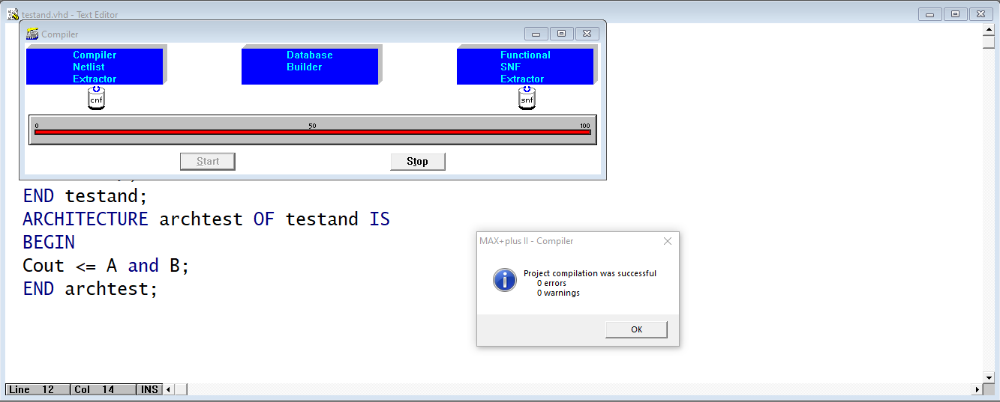 testand.vhd - Text Editor
Compiler
Compiler
Netlist
Extractor
Database
Builder
Functional
SNF
Extractor
cnf
snf
0 50 100
Start
Stop
END testand;
ARCHITECTURE archtest OF testand IS
BEGIN
Cout <= A and B;
END archtest;
MAX+plus II - Compiler
Project compilation was successful
0 errors
0 warnings
OK
Line 12 Col 14 INS